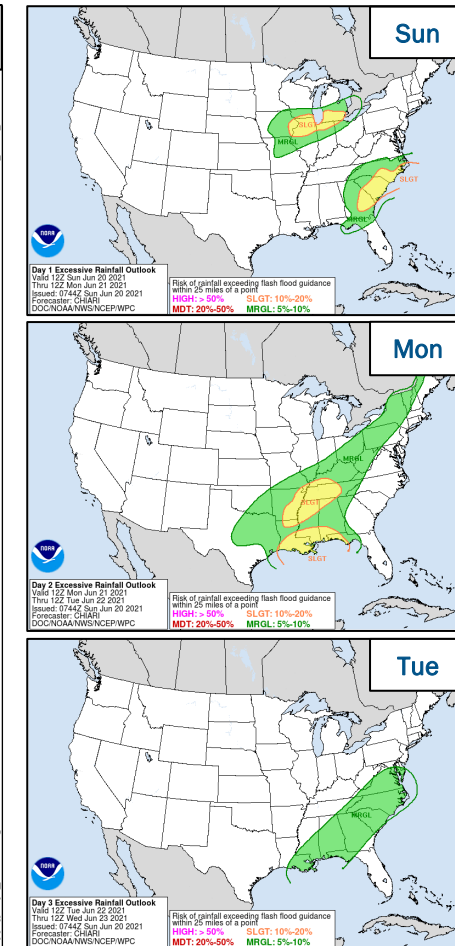 Sun
SLGT
MRGL
SLGT
MRGL
NOAA
Day 1 Excessive Rainfall Outlook
Valid 12Z Sun Jun 20 2021
Thru 12Z Mon Jun 21 2021
Issued: 0744Z Sun Jun 20 2021
Forecaster: CHIARI
DOC/NOAA/NWS/NCEP/WPC
Risk of rainfall exceeding flash flood guidance
within 25 miles of a point
HIGH: > 50% SLGT: 10%-20%
MDT: 20%-50% MRGL: 5%-10%
Mon
MRGL
SLGT
SLGT
NOAA
Day 2 Excessive Rainfall Outlook
Valid 12Z Mon Jun 21 2021
Thru 12Z Tue Jun 22 2021
Issued: 0744Z Sun Jun 20 2021
Forecaster: CHIARI
DOC/NOAA/NWS/NCEP/WPC
Risk of rainfall exceeding flash flood guidance
within 25 miles of a point
HIGH: > 50% SLGT: 10%-20%
MDT: 20%-50% MRGL: 5%-10%
Tue
MRGL
NOAA
Day 3 Excessive Rainfall Outlook
Valid 12Z Tue Jun 22 2021
Thru 12Z Wed Jun 23 2021
Issued: 0744Z Sun Jun 20 2021
Forecaster: CHIARI
DOC/NOAA/NWS/NCEP/WPC
Risk of rainfall exceeding flash flood guidance
within 25 miles of a point
HIGH: > 50% SLGT: 10%-20%
MDT: 20%-50% MRGL: 5%-10%